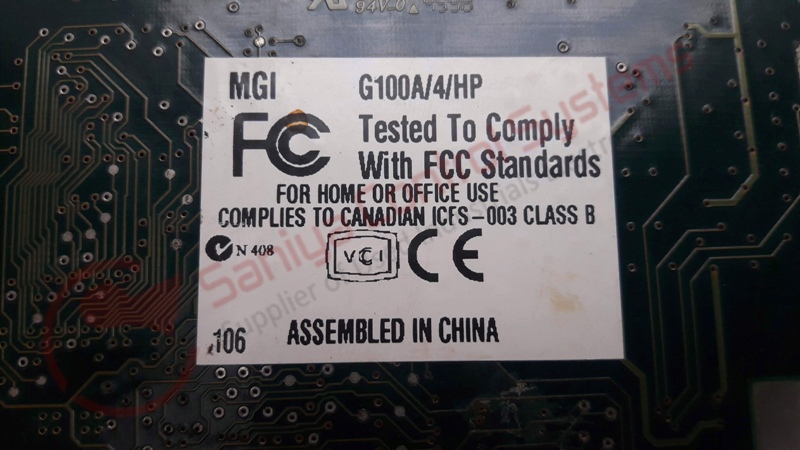 94V-0
MGI G100A/4/HP
FC Tested To Comply
With FCC Standards
FOR HOME OR OFFICE USE
COMPLIES TO CANADIAN ICFS-003 CLASS B
N 408 VCI CE
.106 ASSEMBLED IN CHINA